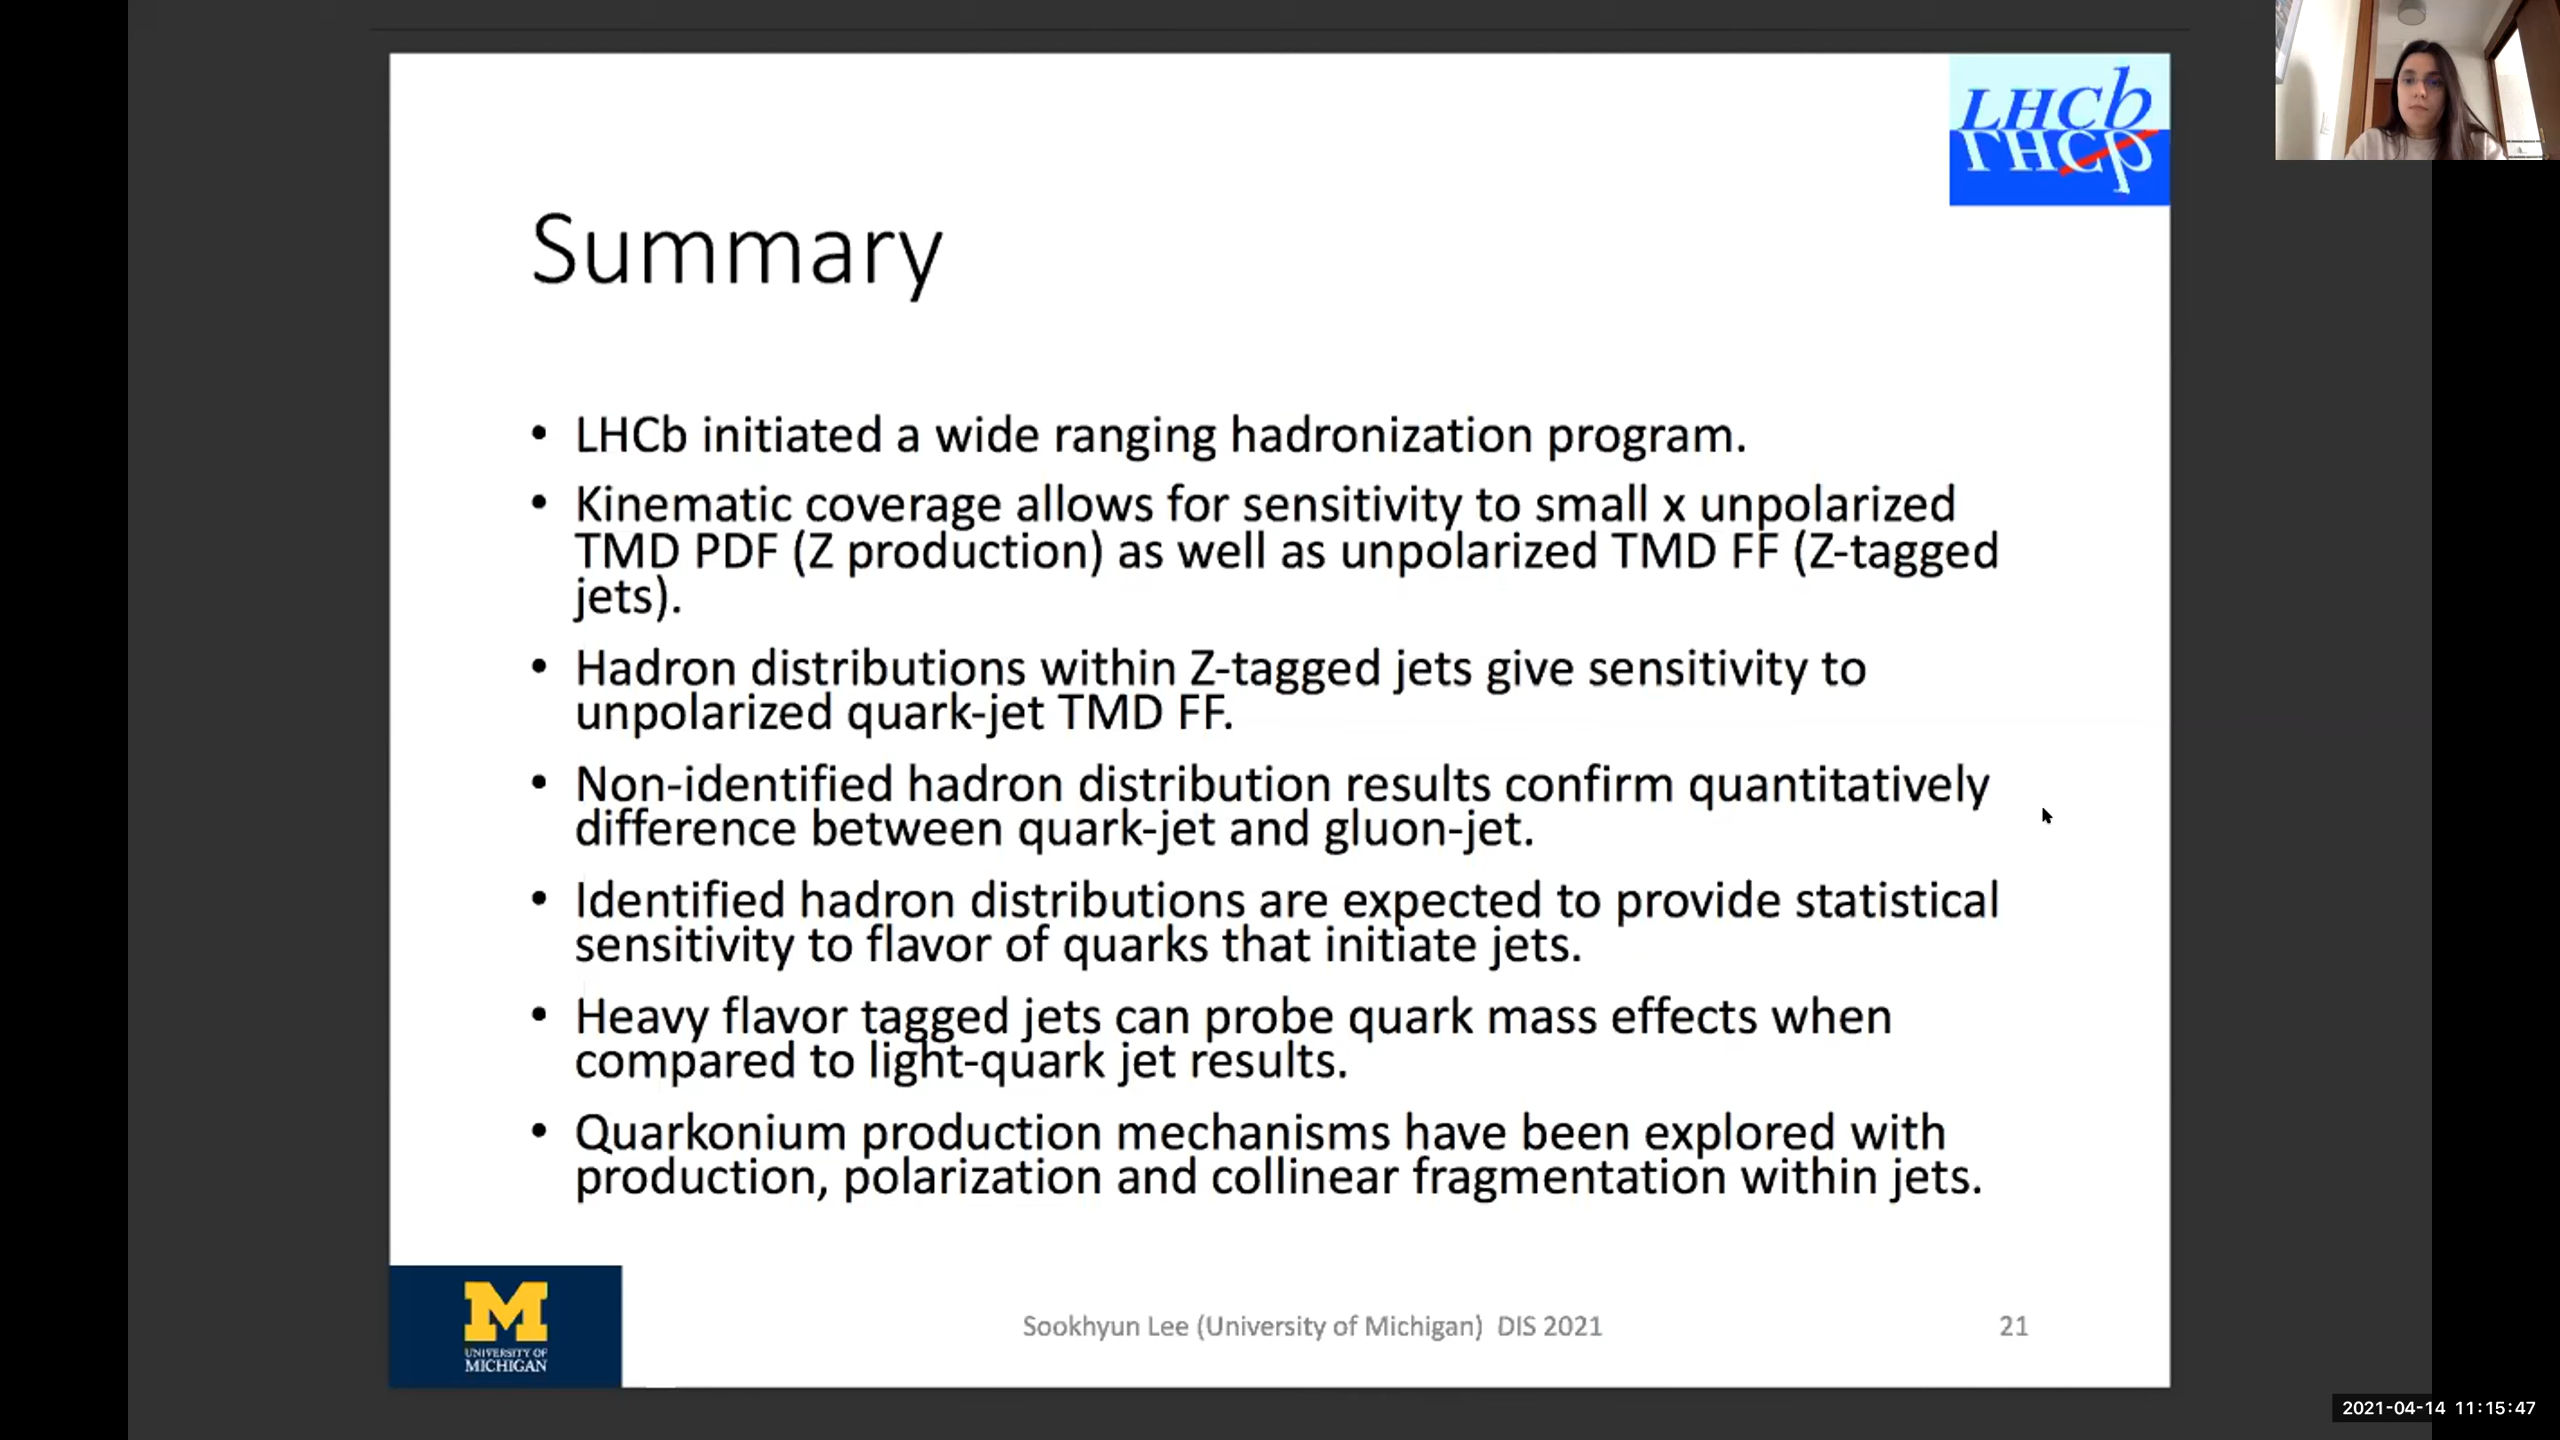 LHCb
LHCb
Summary
• LHCb initiated a wide ranging hadronization program.
• Kinematic coverage allows for sensitivity to small x unpolarized
TMD PDF (Z production) as well as unpolarized TMD FF (Z-tagged
jets).
• Hadron distributions within Z-tagged jets give sensitivity to
unpolarized quark-jet TMD FF.
• Non-identified hadron distribution results confirm quantitatively
difference between quark-jet and gluon-jet.
• Identified hadron distributions are expected to provide statistical
sensitivity to flavor of quarks that initiate jets.
• Heavy flavor tagged jets can probe quark mass effects when
compared to light-quark jet results.
• Quarkonium production mechanisms have been explored with
production, polarization and collinear fragmentation within jets.
M
UNIVERSITY OF
MICHIGAN
Sookhyun Lee (University of Michigan) DIS 2021
21
2021-04-14 11:15:47